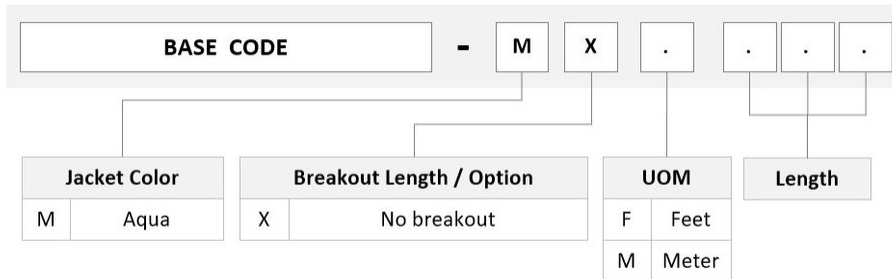 BASE CODE - M X . . . .
Jacket Color Breakout Length / Option UOM Length
M Aqua X No breakout F Feet
M Meter